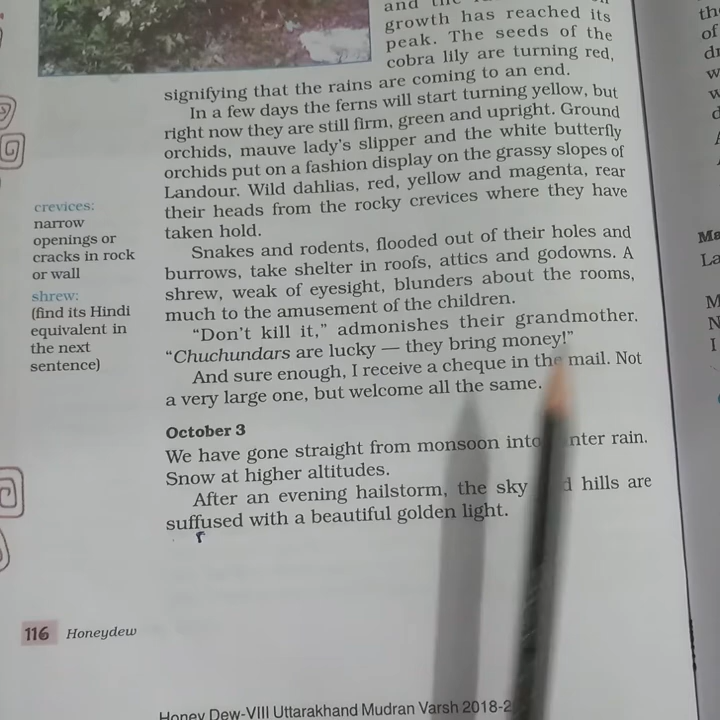 and the
growth has reached its
peak. The seeds of the
cobra lily are turning red,
signifying that the rains are coming to an end.
In a few days the ferns will start turning yellow, but
right now they are still firm, green and upright. Ground
orchids, mauve lady's slipper and the white butterfly
orchids put on a fashion display on the grassy slopes of
Landour. Wild dahlias, red, yellow and magenta, rear
their heads from the rocky crevices where they have
taken hold.
crevices:
narrow
openings or
cracks in rock
or wall
shrew:
(find its Hindi
equivalent in
the next
sentence)
Snakes and rodents, flooded out of their holes and
burrows, take shelter in roofs, attics and godowns. A
shrew, weak of eyesight, blunders about the rooms,
much to the amusement of the children.
“Don't kill it,” admonishes their grandmother.
“Chuchundars are lucky — they bring money!”
And sure enough, I receive a cheque in the mail. Not
a very large one, but welcome all the same.
October 3
We have gone straight from monsoon into rain.
Snow at higher altitudes.
After an evening hailstorm, the sky hills are
suffused with a beautiful golden light.
116 Honeydew
Honey Dew-VIII Uttarakhand Mudran Varsh